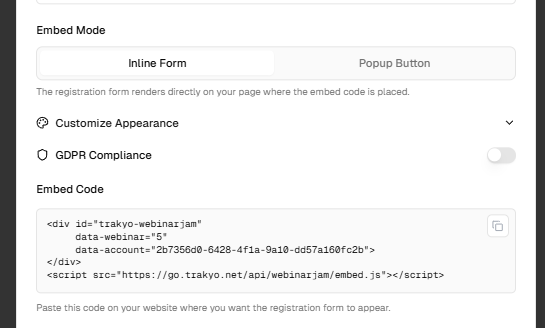 Embed Mode
Inline Form
Popup Button
The registration form renders directly on your page where the embed code is placed.
Customize Appearance
GDPR Compliance
Embed Code
<div id="trakyo-webinarjam"
data-webinar="5"
data-account="2b7356d0-6428-4f1a-9a10-dd57a160fc2b">
</div>
<script src="https://go.trakyo.net/api/webinarjam/embed.js"></script>
Paste this code on your website where you want the registration form to appear.